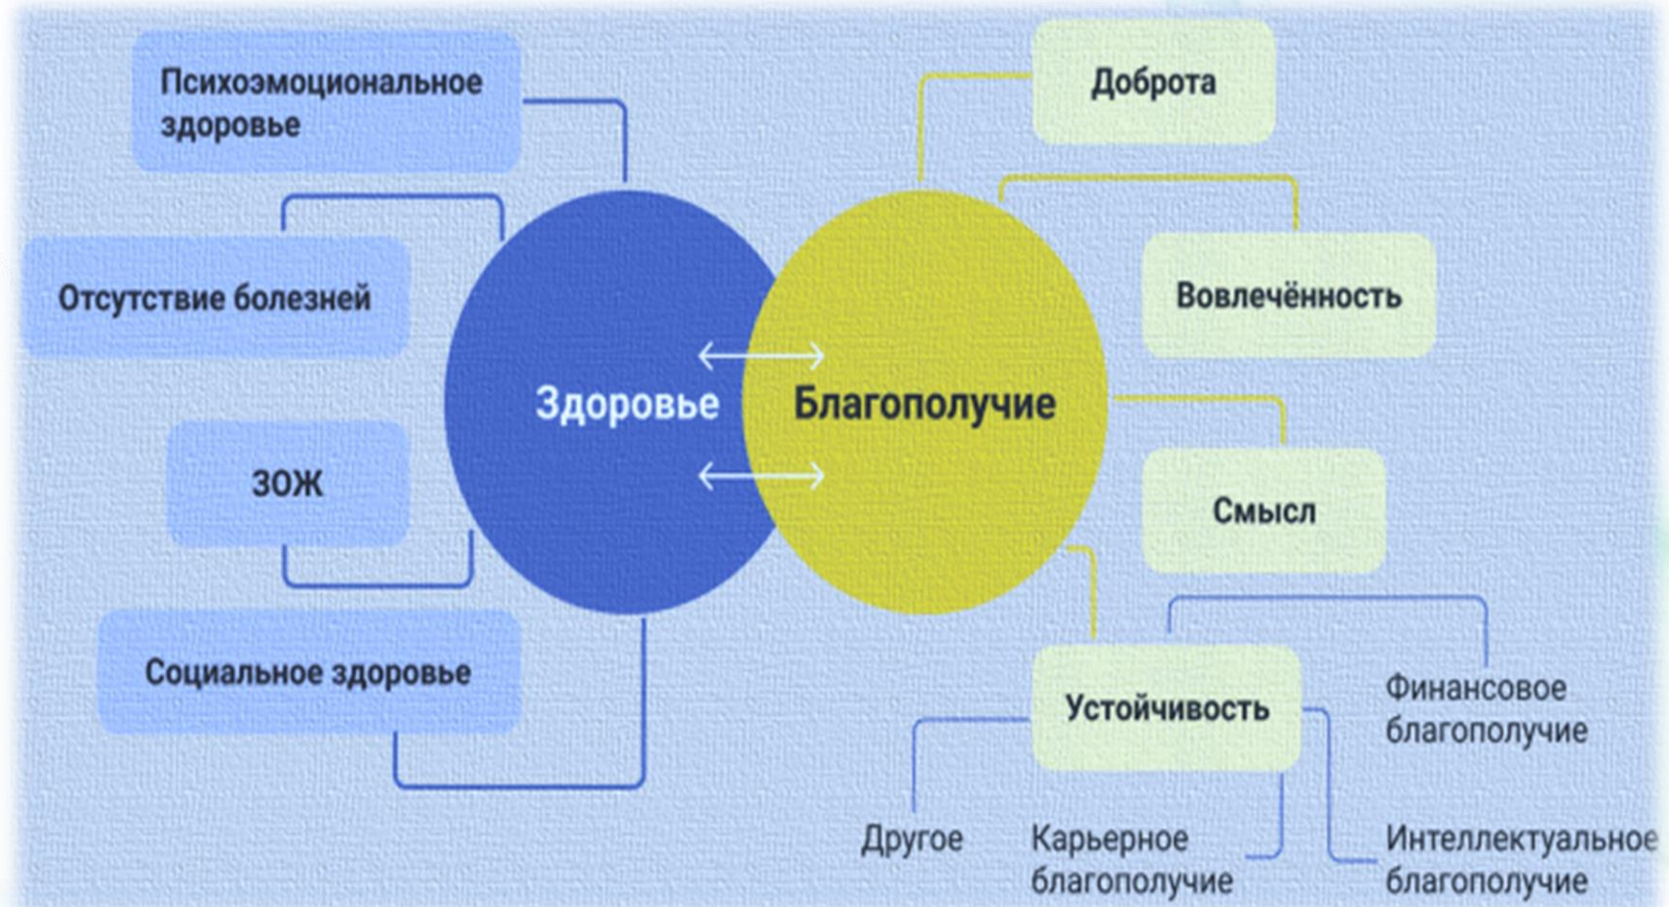 Психоэмоциональное
здоровье
Отсутствие болезней
ЗОЖ
Социальное здоровье
Здоровье
Благополучие
Доброта
Вовлечённость
Смысл
Устойчивость
Финансовое
благополучие
Другое
Карьерное
благополучие
Интеллектуальное
благополучие